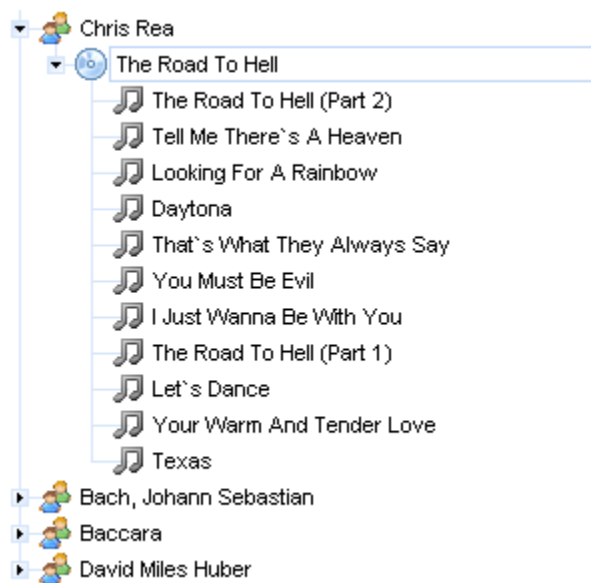 Chris Rea
The Road To Hell
The Road To Hell (Part 2)
Tell Me There`s A Heaven
Looking For A Rainbow
Daytona
That`s What They Always Say
You Must Be Evil
I Just Wanna Be With You
The Road To Hell (Part 1)
Let`s Dance
Your Warm And Tender Love
Texas
Bach, Johann Sebastian
Baccara
David Miles Huber